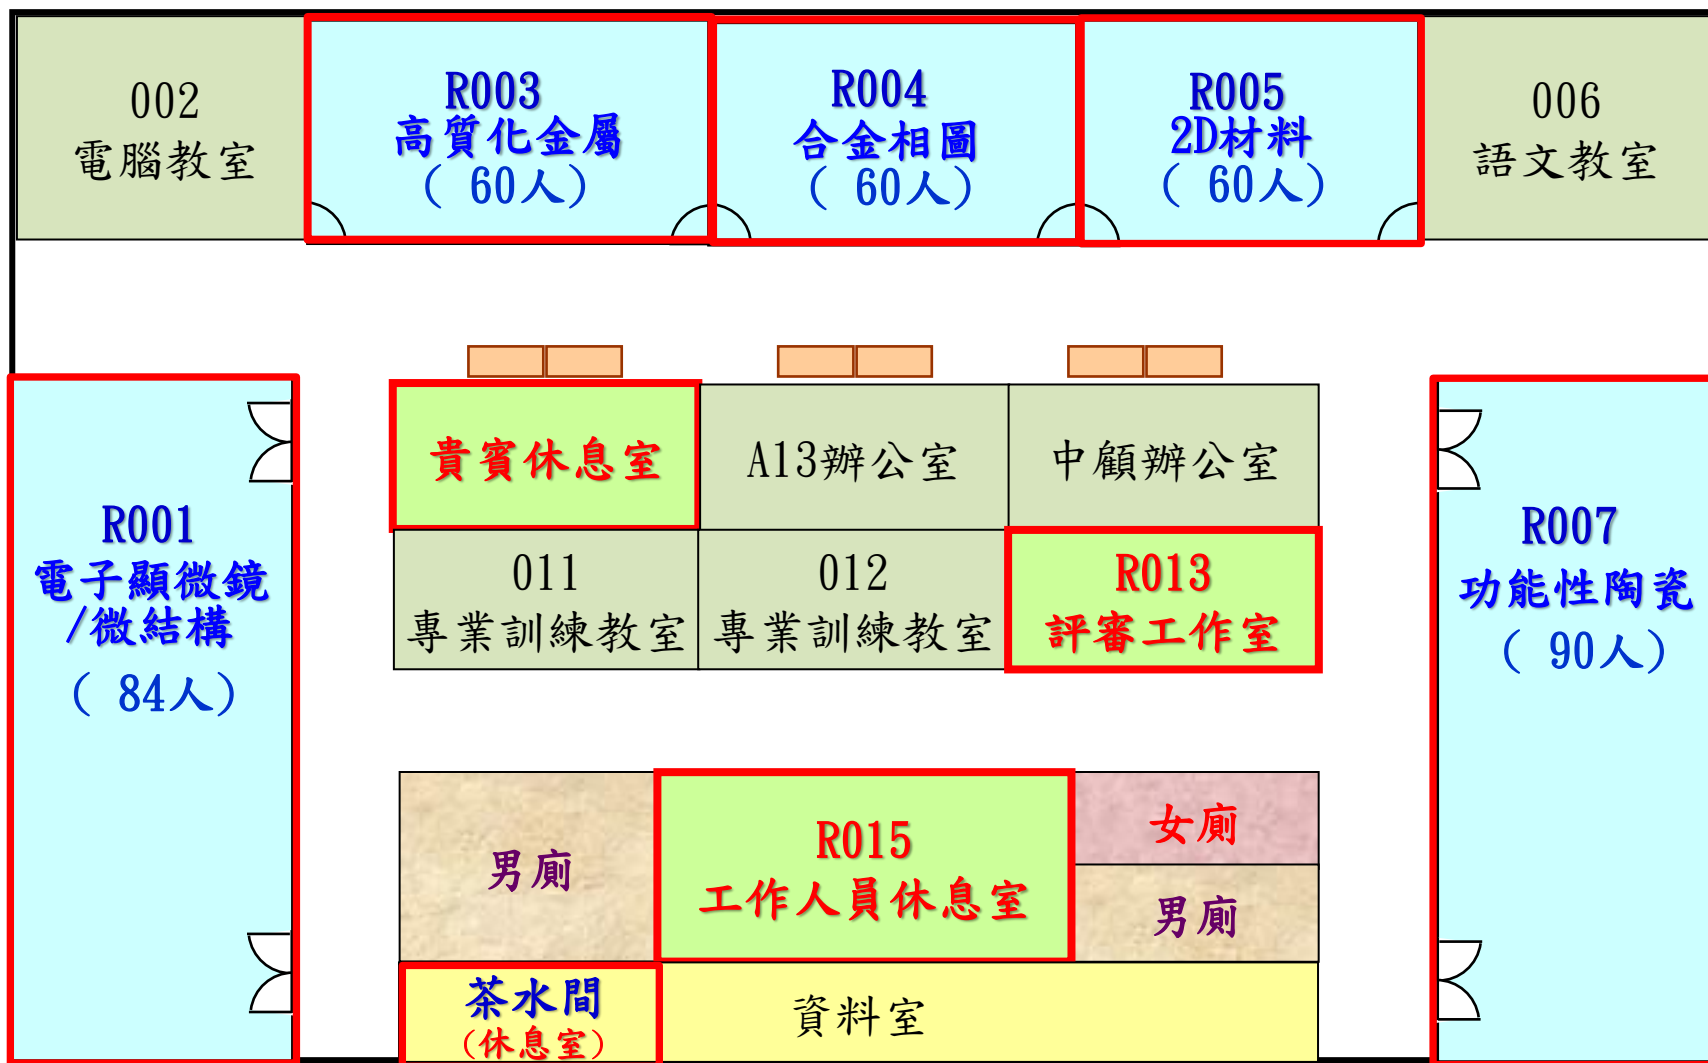 002
電腦教室
R003
高質化金屬
( 60人)
R004
合金相圖
( 60人)
R005
2D材料
( 60人)
006
語文教室
R001
電子顯微鏡
/微結構
( 84人)
貴賓休息室
A13辦公室
中顧辦公室
011
專業訓練教室
012
專業訓練教室
R013
評審工作室
R007
功能性陶瓷
( 90人)
男廁
R015
工作人員休息室
女廁
男廁
茶水間
(休息室)
資料室